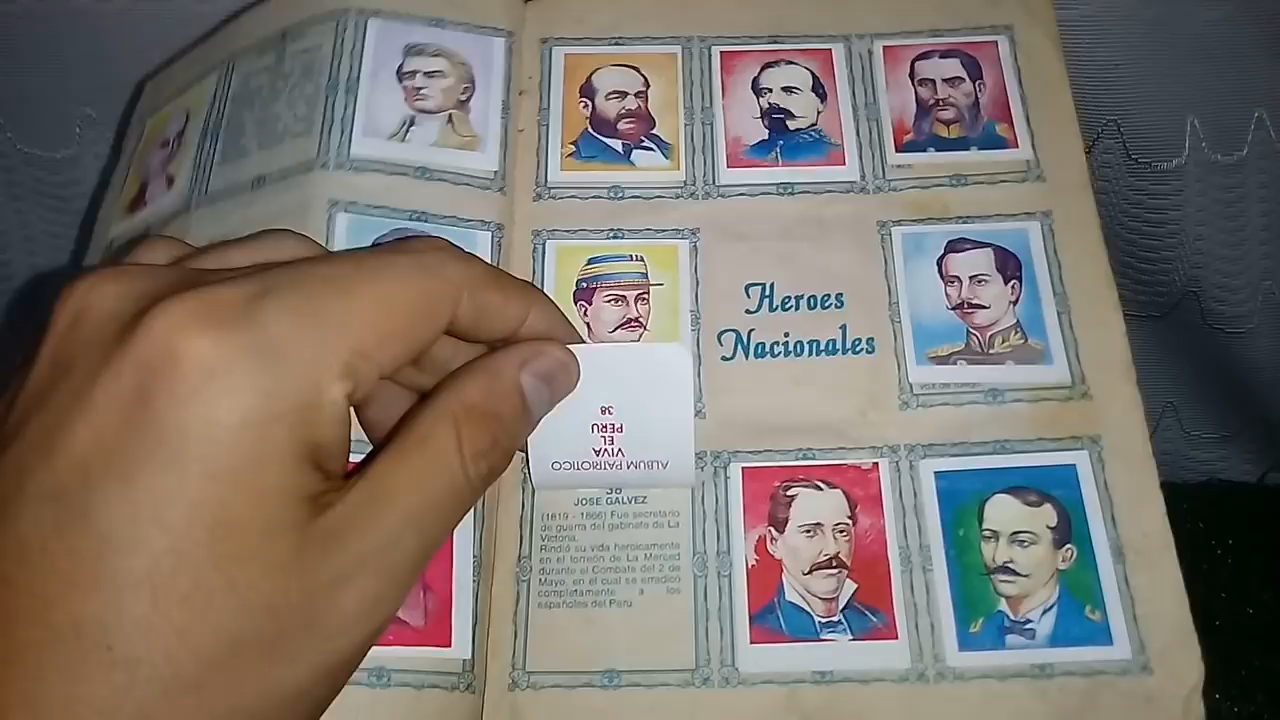 Heroes
Nacionales
ALBUM PATRIOTICO
VIVA
EL
PERU
38
38
JOSE GALVEZ
(1819 - 1866) Fue secretario
de guerra del gabinete de La
Victoria.
Rindió su vida heroicamente
en el torreón de La Merced
durante el Combate del 2 de
Mayo, en el cual se erradicó
completamente a los
españoles del Perú